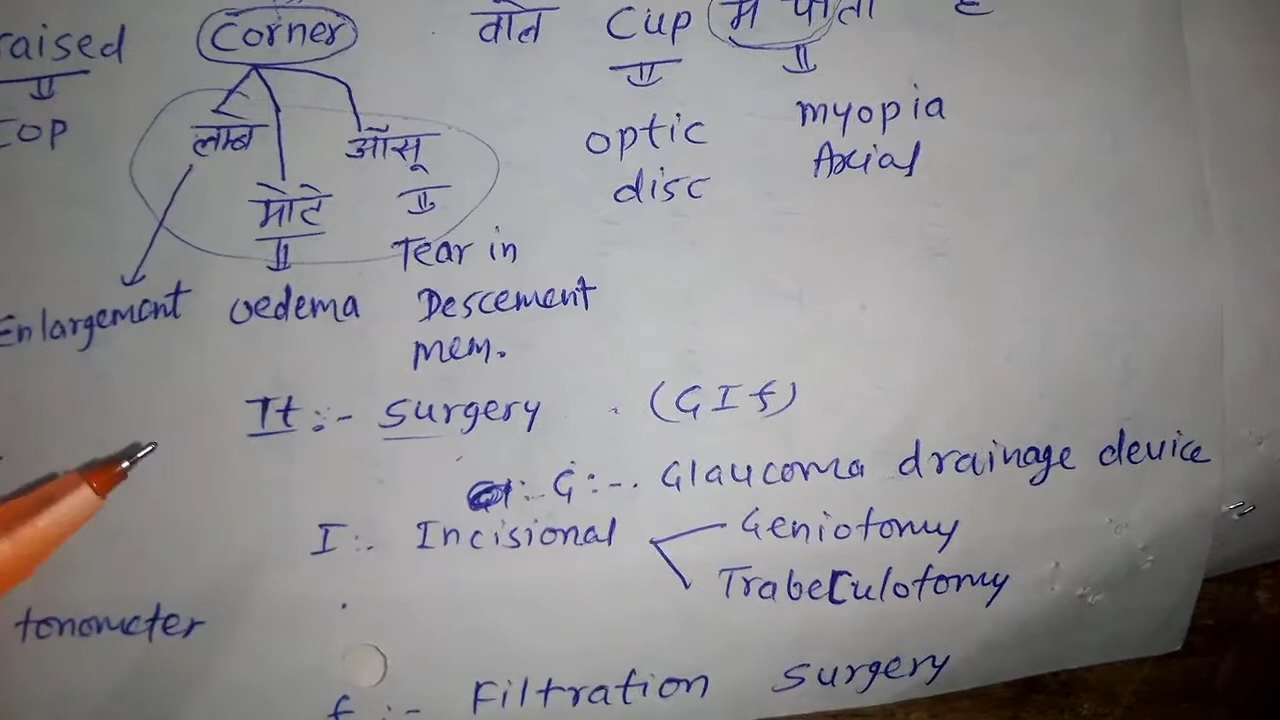 raised Corner वाले Cup में पीता है
IOP लम्बे मोटे आँसू optic disc myopia Axial
Enlargement oedema Tear in Descement mem.
Tt :- Surgery (GIf)
G :- Glaucoma drainage device
I :- Incisional Geniotomy
Trabeculotomy
tonometer
f :- Filtration Surgery